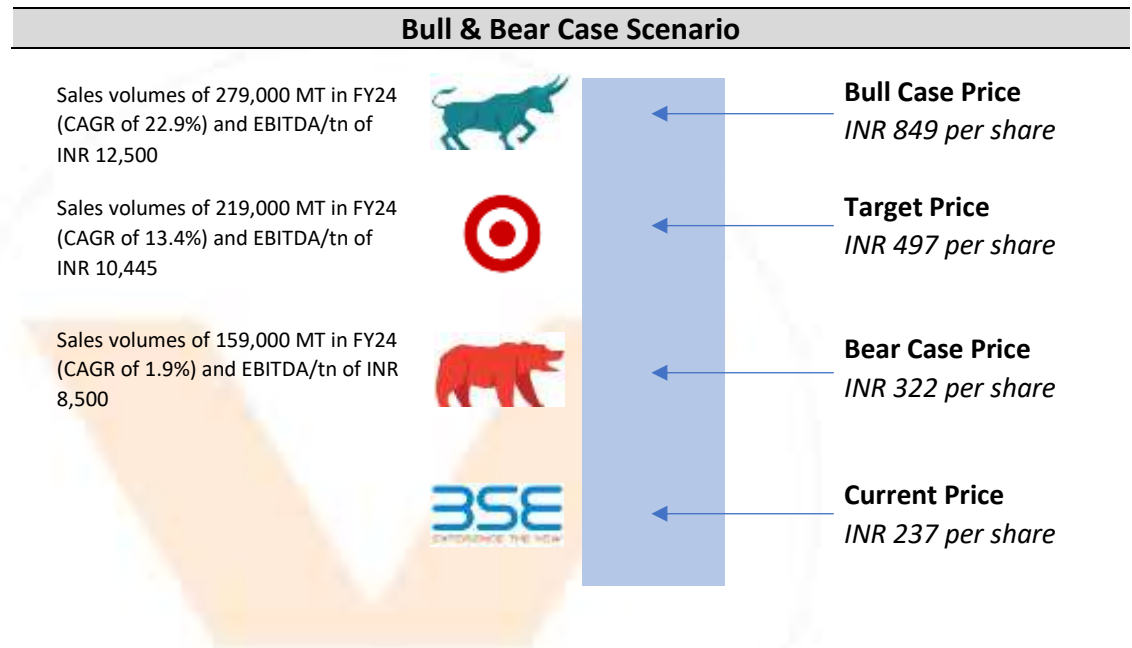 Bull & Bear Case Scenario
Sales volumes of 279,000 MT in FY24
(CAGR of 22.9%) and EBITDA/tn of
INR 12,500
Bull Case Price
INR 849 per share
Sales volumes of 219,000 MT in FY24
(CAGR of 13.4%) and EBITDA/tn of
INR 10,445
Target Price
INR 497 per share
Sales volumes of 159,000 MT in FY24
(CAGR of 1.9%) and EBITDA/tn of INR
8,500
Bear Case Price
INR 322 per share
BSE
EXPERIENCE THE NEW
Current Price
INR 237 per share